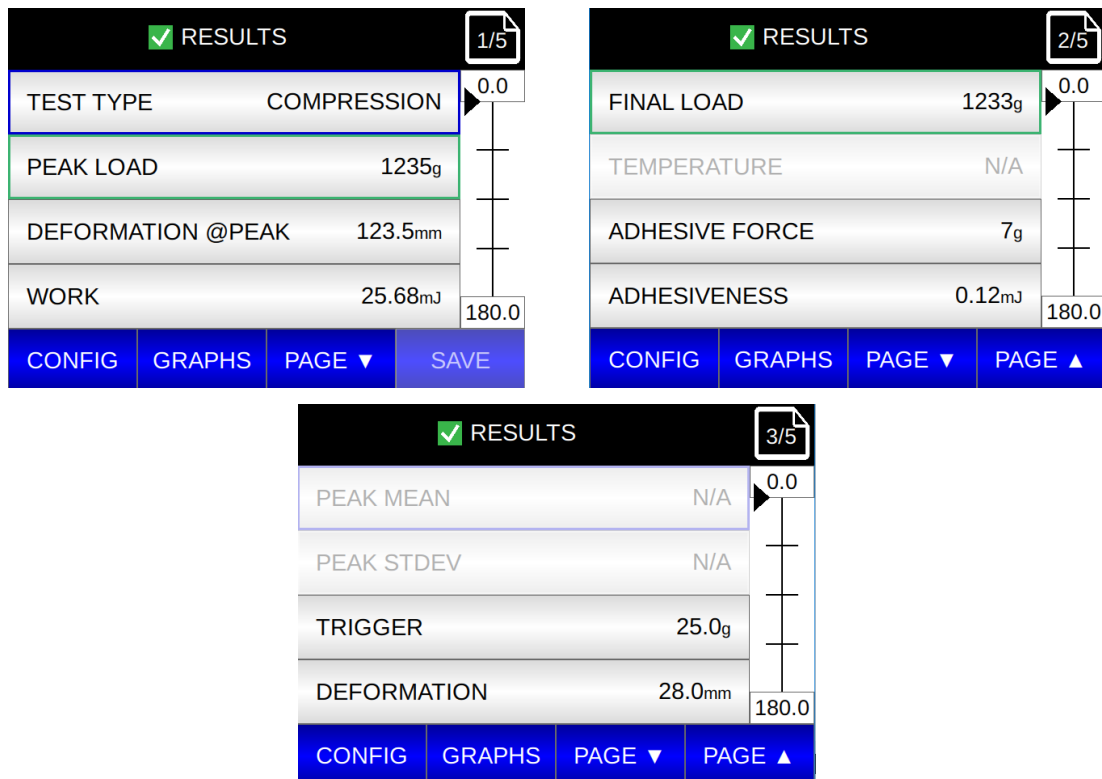 ✅ RESULTS 1/5
TEST TYPE COMPRESSION 0.0
PEAK LOAD 1235g
DEFORMATION @PEAK 123.5mm
WORK 25.68mJ 180.0
CONFIG GRAPHS PAGE ▼ SAVE
✅ RESULTS 2/5
FINAL LOAD 1233g 0.0
TEMPERATURE N/A
ADHESIVE FORCE 7g
ADHESIVENESS 0.12mJ 180.0
CONFIG GRAPHS PAGE ▼ PAGE ▲
✅ RESULTS 3/5
PEAK MEAN N/A 0.0
PEAK STDEV N/A
TRIGGER 25.0g
DEFORMATION 28.0mm 180.0
CONFIG GRAPHS PAGE ▼ PAGE ▲